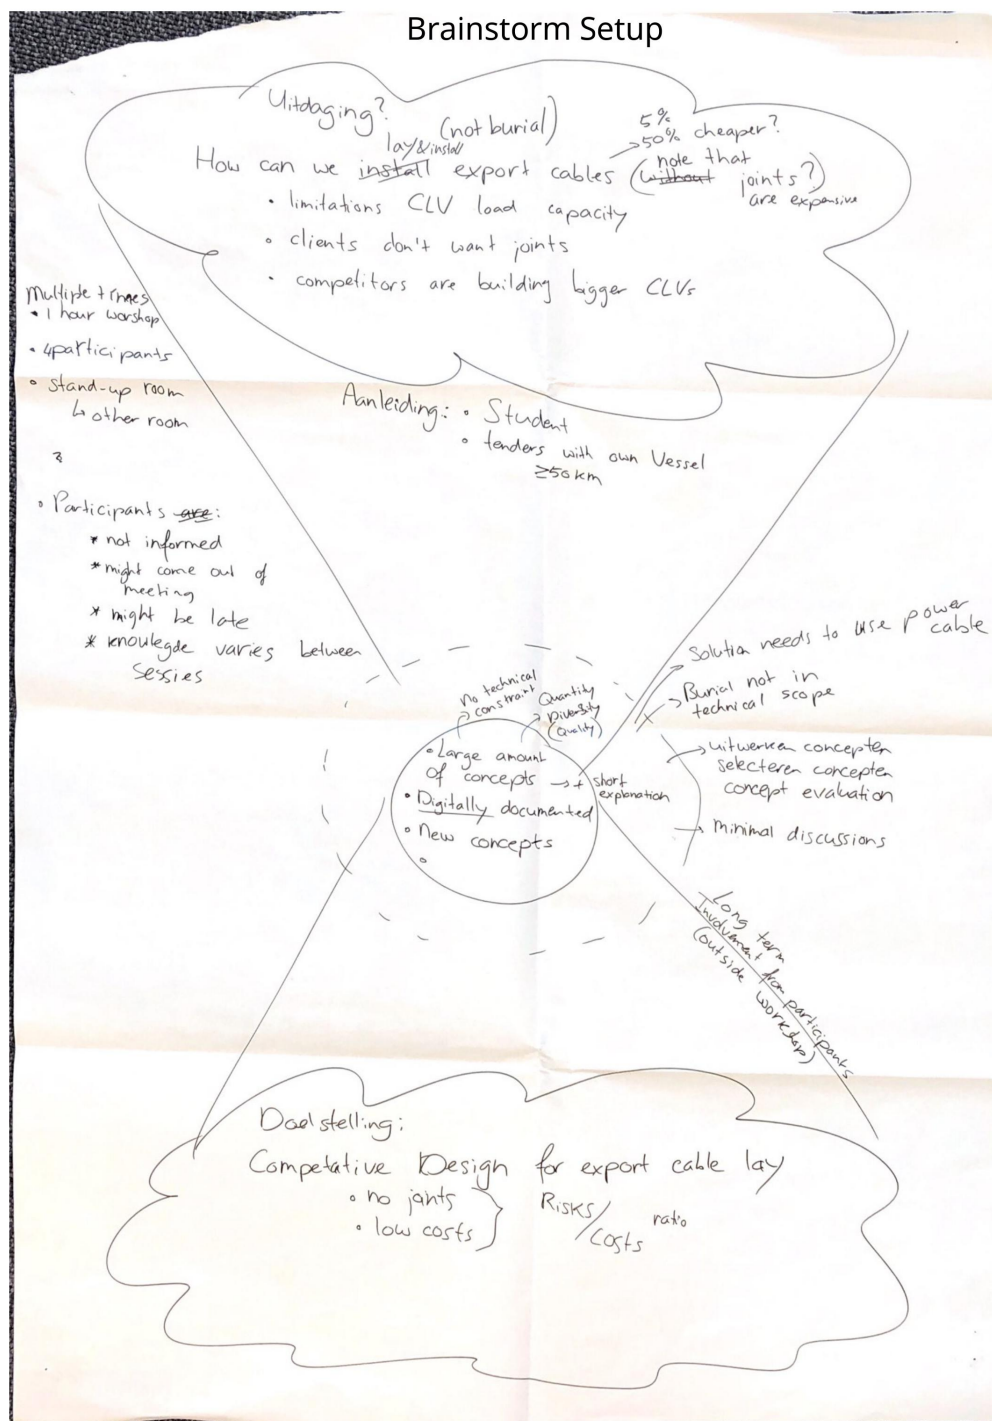 Brainstorm Setup
Uitdaging?
(not burial)
lay & install
5%
→50% cheaper?
How can we install export cables (without joints?)
note that
are expensive
• limitations CLV load capacity
• clients don't want joints
• competitors are building bigger CLVs
Multiple times
• 1 hour worshop
• 4participants
• Stand-up room
↳ other room
Aanleiding: • Student
• tenders with own Vessel
≥50 km
• Participants are:
* not informed
* might come out of
meeting
* might be late
* knowlegde varies between
sessies
→ Solution needs to use power
cable
→ Burial not in
technical scope
→ uitwerken concepten
selecteren concepten
concept evaluation
→ minimal discussions
No technical
→ constraint
Quantity
→ Diversity
(Quality)
• Large amount
of concepts → + short
explanation
• Digitally documented
• New concepts
Long term
Involvement from participants
(outside workshop)
Doelstelling:
Competative Design for export cable lay
• no joints
• low costs
Risks/Costs ratio